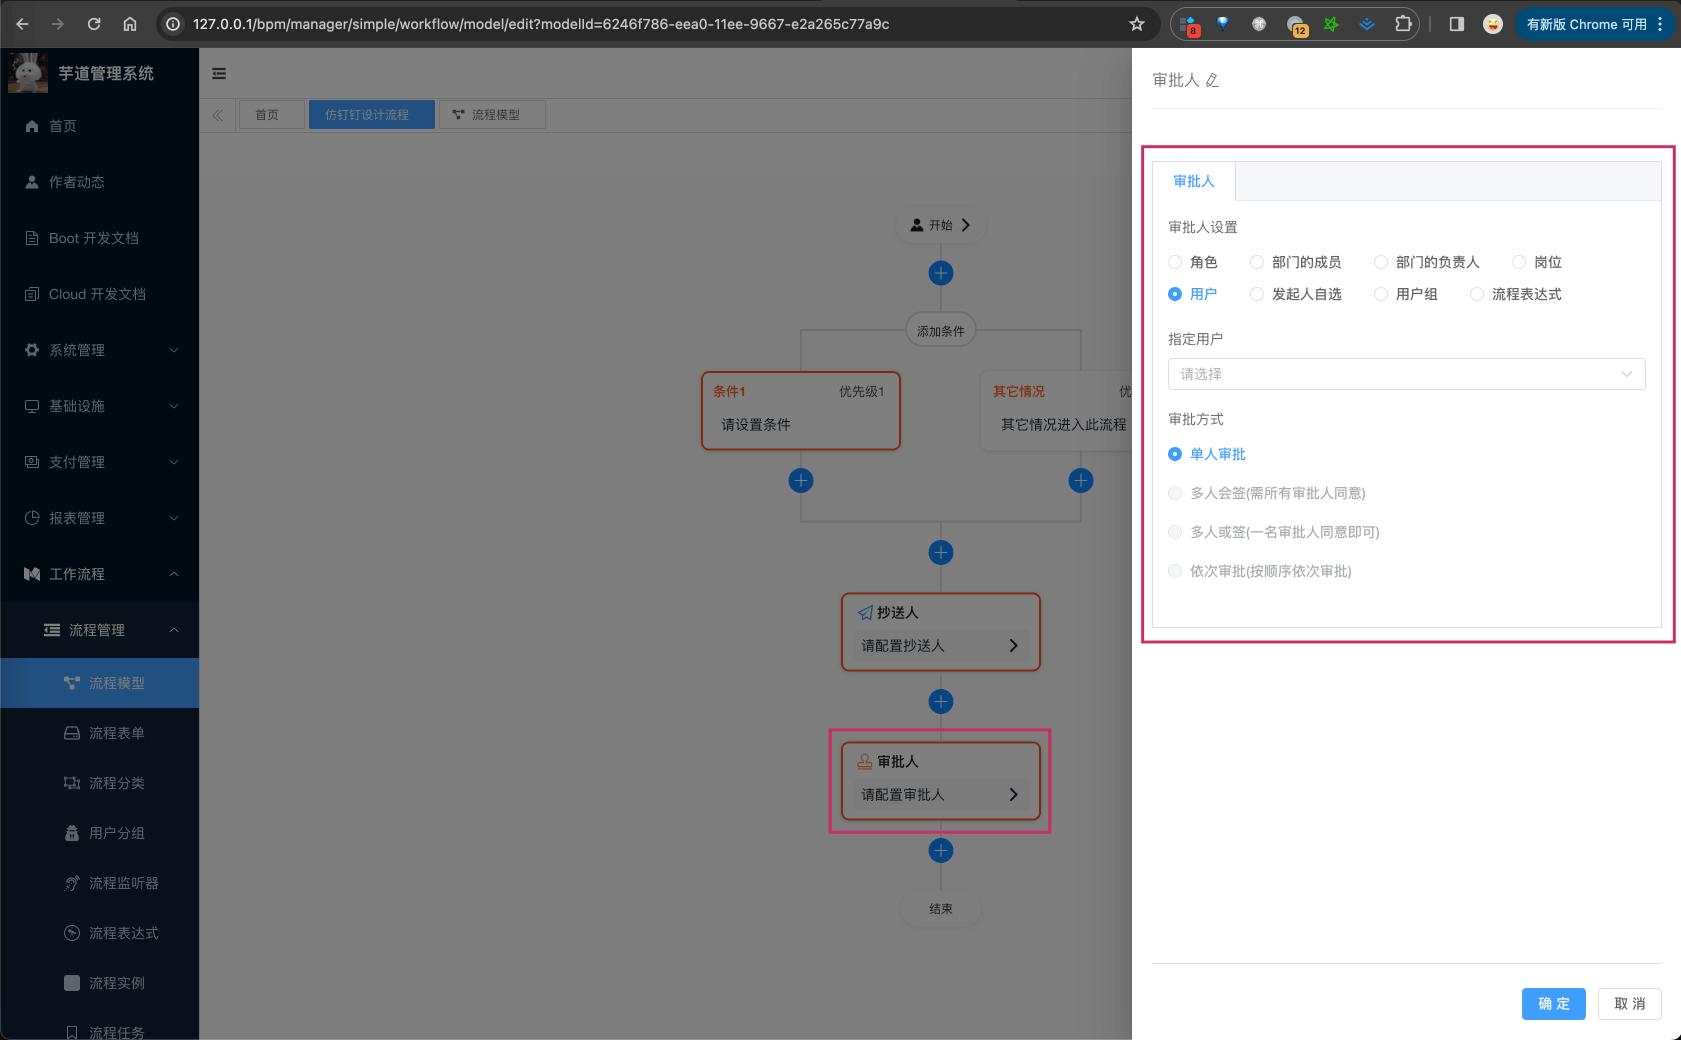 127.0.0.1/bpm/manager/simple/workflow/model/edit?modelId=6246f786-eea0-11ee-9667-e2a265c77a9c
8
12
有新版 Chrome 可用
芋道管理系统
首页
作者动态
Boot 开发文档
Cloud 开发文档
系统管理
基础设施
支付管理
报表管理
工作流程
流程管理
流程模型
流程表单
流程分类
用户分组
流程监听器
流程表达式
流程实例
流程任务
首页
仿钉钉设计流程
流程模型
开始
添加条件
条件1 优先级1
请设置条件
其它情况 优
其它情况进入此流程
抄送人
请配置抄送人
审批人
请配置审批人
结束
审批人
审批人
审批人设置
角色 部门的成员 部门的负责人 岗位
用户 发起人自选 用户组 流程表达式
指定用户
请选择
审批方式
单人审批
多人会签(需所有审批人同意)
多人或签(一名审批人同意即可)
依次审批(按顺序依次审批)
确 定 取 消